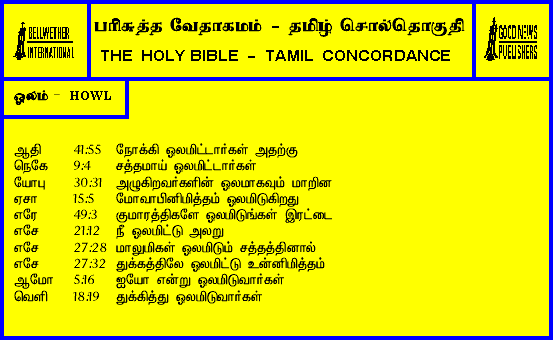 BELLWETHER
INTERNATIONAL
பரிசுத்த வேதாகமம் - தமிழ் சொல்தொகுதி
THE HOLY BIBLE - TAMIL CONCORDANCE
GOOD NEWS
PUBLISHERS
ஓலம் - HOWL
ஆதி 41:55 நோக்கி ஓலமிட்டார்கள் அதற்கு
நெகே 9:4 சத்தமாய் ஓலமிட்டார்கள்
யோபு 30:31 அழுகிறவர்களின் ஓலமாகவும் மாறின
ஏசா 15:5 மோவாபினிமித்தம் ஓலமிடுகிறது
எரே 49:3 குமாரத்திகளே ஓலமிடுங்கள் இரட்டை
எசே 21:12 நீ ஓலமிட்டு அலறு
எசே 27:28 மாலுமிகள் ஓலமிடும் சத்தத்தினால்
எசே 27:32 துக்கத்திலே ஓலமிட்டு உன்னிமித்தம்
ஆமோ 5:16 ஐயோ என்று ஓலமிடுவார்கள்
வெளி 18:19 துக்கித்து ஓலமிடுவார்கள்